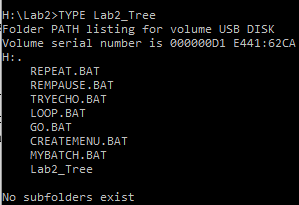 H:\Lab2>TYPE Lab2_Tree
Folder PATH listing for volume USB DISK
Volume serial number is 000000D1 E441:62CA
H:.
REPEAT.BAT
REMPAUSE.BAT
TRYECHO.BAT
LOOP.BAT
GO.BAT
CREATEMENU.BAT
MYBATCH.BAT
Lab2_Tree
No subfolders exist